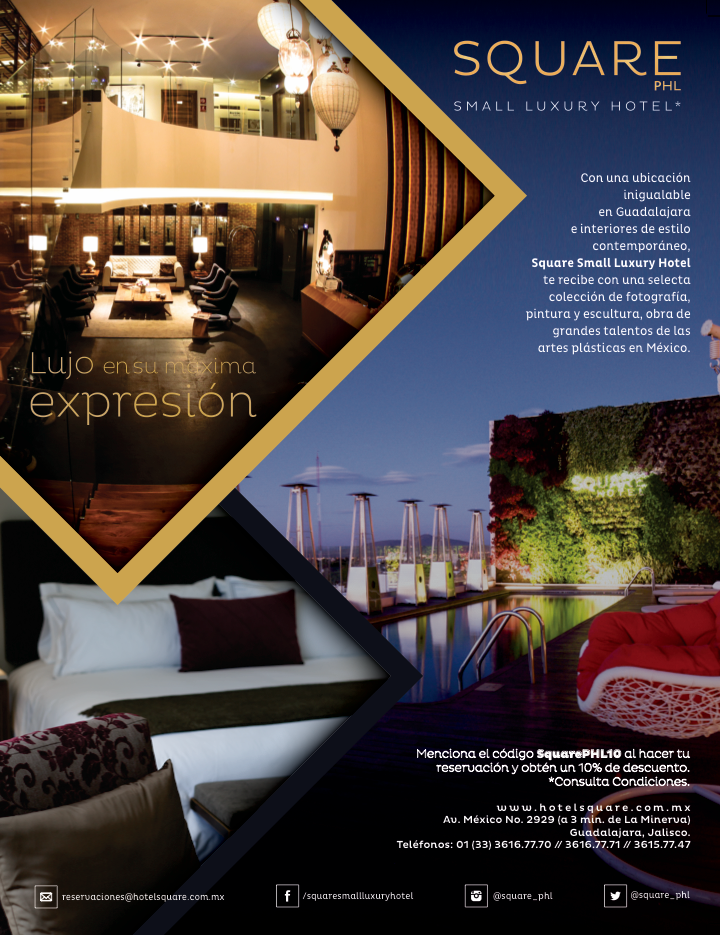 SQUARE
PHL
SMALL LUXURY HOTEL*
Con una ubicación
inigualable
en Guadalajara
e interiores de estilo
contemporáneo,
Square Small Luxury Hotel
te recibe con una selecta
colección de fotografía,
pintura y escultura, obra de
grandes talentos de las
artes plásticas en México.
Lujo en su máxima
expresión
SQUARE
Menciona el código SquarePHL10 al hacer tu
reservación y obtén un 10% de descuento.
*Consulta Condiciones.
www.hotelsquare.com.mx
Av. México No. 2929 (a 3 min. de La Minerva)
Guadalajara, Jalisco.
Teléfonos: 01 (33) 3616.77.70 // 3616.77.71 // 3615.77.47
reservaciones@hotelsquare.com.mx
/squaresmallluxuryhotel
@square_phl
@square_phl